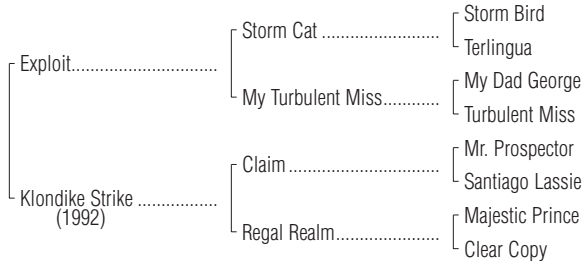 Storm Bird
Storm Cat ......................
Terlingua
Exploit............................
My Dad George
My Turbulent Miss...........
Turbulent Miss
Mr. Prospector
Claim .............................
Santiago Lassie
Klondike Strike ...............
(1992)
Majestic Prince
Regal Realm....................
Clear Copy